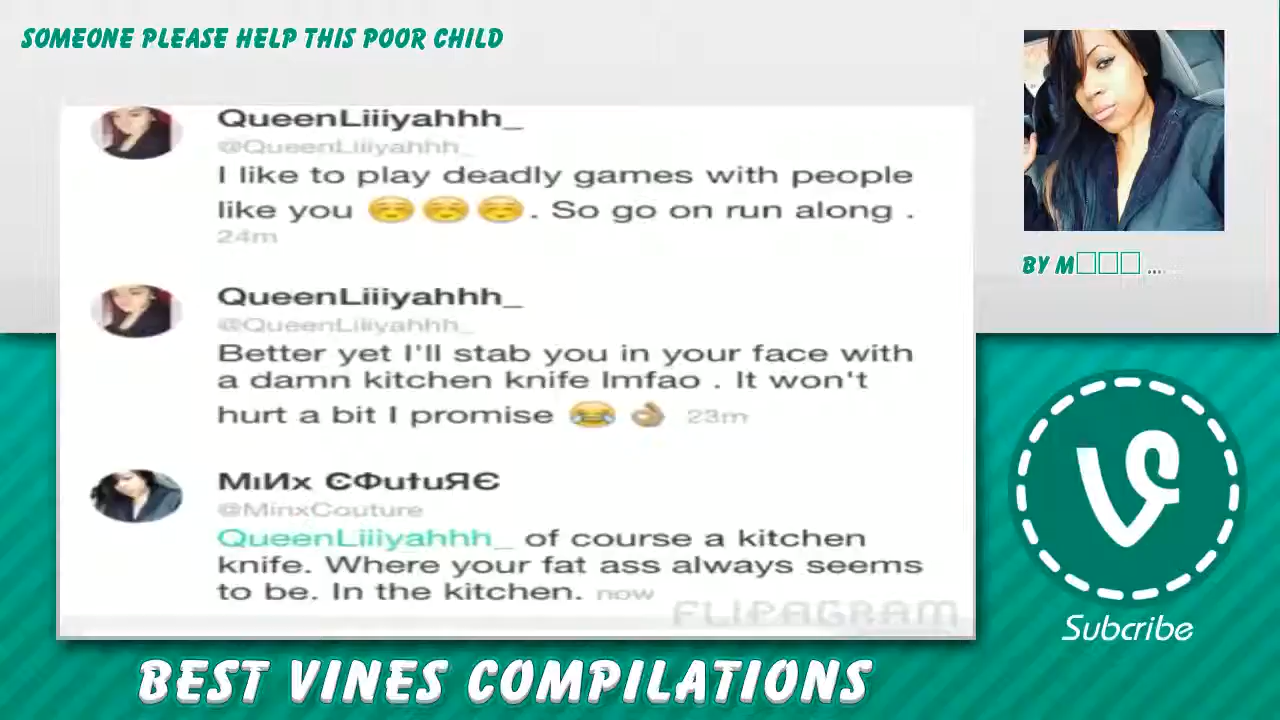 SOMEONE PLEASE HELP THIS POOR CHILD
QueenLiiiyahhh_
@QueenLiiiyahhh_
I like to play deadly games with people
like you ☺️☺️☺️. So go on run along .
24m
BY M□□□ ....
QueenLiiiyahhh_
@QueenLiiiyahhh_
Better yet I'll stab you in your face with
a damn kitchen knife lmfao . It won't
hurt a bit I promise 😂 👌🏽 23m
MιИx ЄФutuЯЄ
@MinxCouture
QueenLiiiyahhh_ of course a kitchen
knife. Where your fat ass always seems
to be. In the kitchen. now
FLIPAGRAM
Subcribe
BEST VINES COMPILATIONS